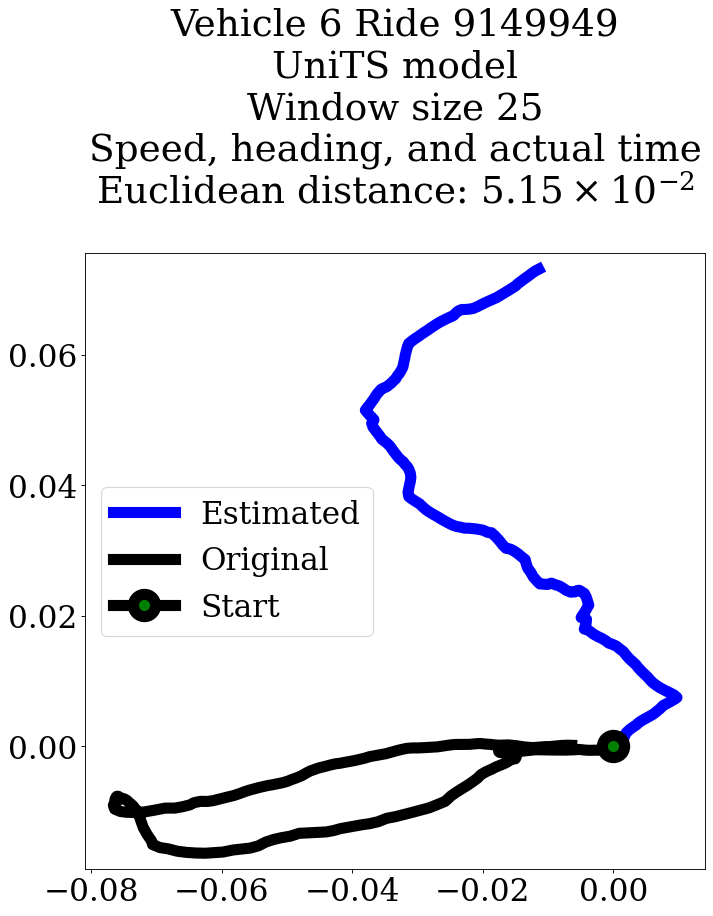 Vehicle 6 Ride 9149949
UniTS model
Window size 25
Speed, heading, and actual time
Euclidean distance: 5.15 × 10⁻²
0.06
0.04
0.02
0.00
Estimated
Original
Start
−0.08 −0.06 −0.04 −0.02 0.00